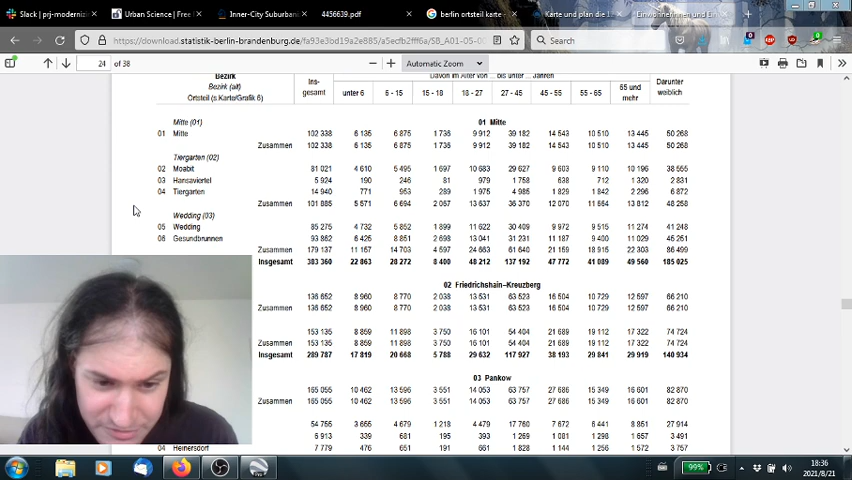 Slack | prj-moderniz
Urban Science | Free
Inner-City Suburban
4456639.pdf
berlin ortsteil karte -
Karte und plan die 1
Einwohnerinnen und Ein
https://download.statistik-berlin-brandenburg.de/fa93e3bd19a2e885/a5ecfb2fff6a/SB_A01-05-00
Search
24 of 38
Automatic Zoom
Bezirk
Bezirk (alt)
Ortsteil (s.Karte/Grafik 6)
Ins-
gesamt
Davon im Alter von ... bis unter ... Jahren
unter 6 6 - 15 15 - 18 18 - 27 27 - 45 45 - 55 55 - 65 65 und mehr
Darunter weiblich
Mitte (01) 01 Mitte
01 Mitte 102 338 6 135 6 875 1 736 9 912 39 182 14 543 10 510 13 445 50 268
Zusammen 102 338 6 135 6 875 1 736 9 912 39 182 14 543 10 510 13 445 50 268
Tiergarten (02)
02 Moabit 81 021 4 610 5 495 1 697 10 683 29 627 9 603 9 110 10 196 38 555
03 Hansaviertel 5 924 190 246 81 979 1 758 638 712 1 320 2 831
04 Tiergarten 14 940 771 953 289 1 975 4 985 1 829 1 842 2 296 6 872
Zusammen 101 885 5 571 6 694 2 067 13 637 36 370 12 070 11 664 13 812 48 258
Wedding (03)
05 Wedding 85 275 4 732 5 852 1 899 11 622 30 409 9 972 9 515 11 274 41 248
06 Gesundbrunnen 93 862 6 425 8 851 2 698 13 041 31 231 11 187 9 400 11 029 45 251
Zusammen 179 137 11 157 14 703 4 597 24 663 61 640 21 159 18 915 22 303 86 499
Insgesamt 383 360 22 863 28 272 8 400 48 212 137 192 47 772 41 089 49 560 185 025
02 Friedrichshain–Kreuzberg
136 652 8 960 8 770 2 038 13 531 63 523 16 504 10 729 12 597 66 210
Zusammen 136 652 8 960 8 770 2 038 13 531 63 523 16 504 10 729 12 597 66 210
153 135 8 859 11 898 3 750 16 101 54 404 21 689 19 112 17 322 74 724
Zusammen 153 135 8 859 11 898 3 750 16 101 54 404 21 689 19 112 17 322 74 724
Insgesamt 289 787 17 819 20 668 5 788 29 632 117 927 38 193 29 841 29 919 140 934
03 Pankow
165 055 10 462 13 596 3 551 14 053 63 757 27 686 15 349 16 601 82 870
Zusammen 165 055 10 462 13 596 3 551 14 053 63 757 27 686 15 349 16 601 82 870
54 755 3 655 4 679 1 218 4 479 17 760 7 672 6 441 8 851 27 914
6 913 339 681 195 393 1 269 1 081 1 298 1 657 3 491
04 Heinersdorf 7 779 476 651 191 661 1 828 1 144 1 256 1 572 3 757
99%
18:36
2021/8/21